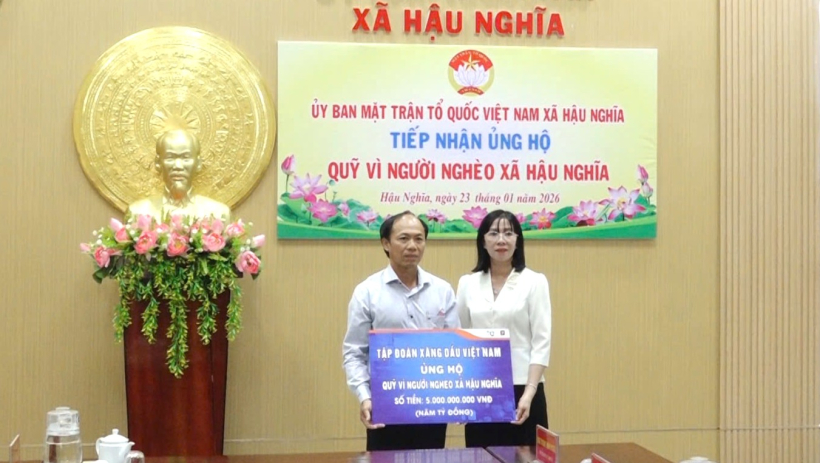 XÃ HẬU NGHĨA
ỦY BAN MẶT TRẬN TỔ QUỐC VIỆT NAM XÃ HẬU NGHĨA
TIẾP NHẬN ỦNG HỘ
QUỸ VÌ NGƯỜI NGHÈO XÃ HẬU NGHĨA
Hậu Nghĩa, ngày 23 tháng 01 năm 2026
TẬP ĐOÀN XĂNG DẦU VIỆT NAM
ỦNG HỘ
QUỸ VÌ NGƯỜI NGHÈO XÃ HẬU NGHĨA
SỐ TIỀN: 5.000.000.000 VNĐ
(NĂM TỶ ĐỒNG)